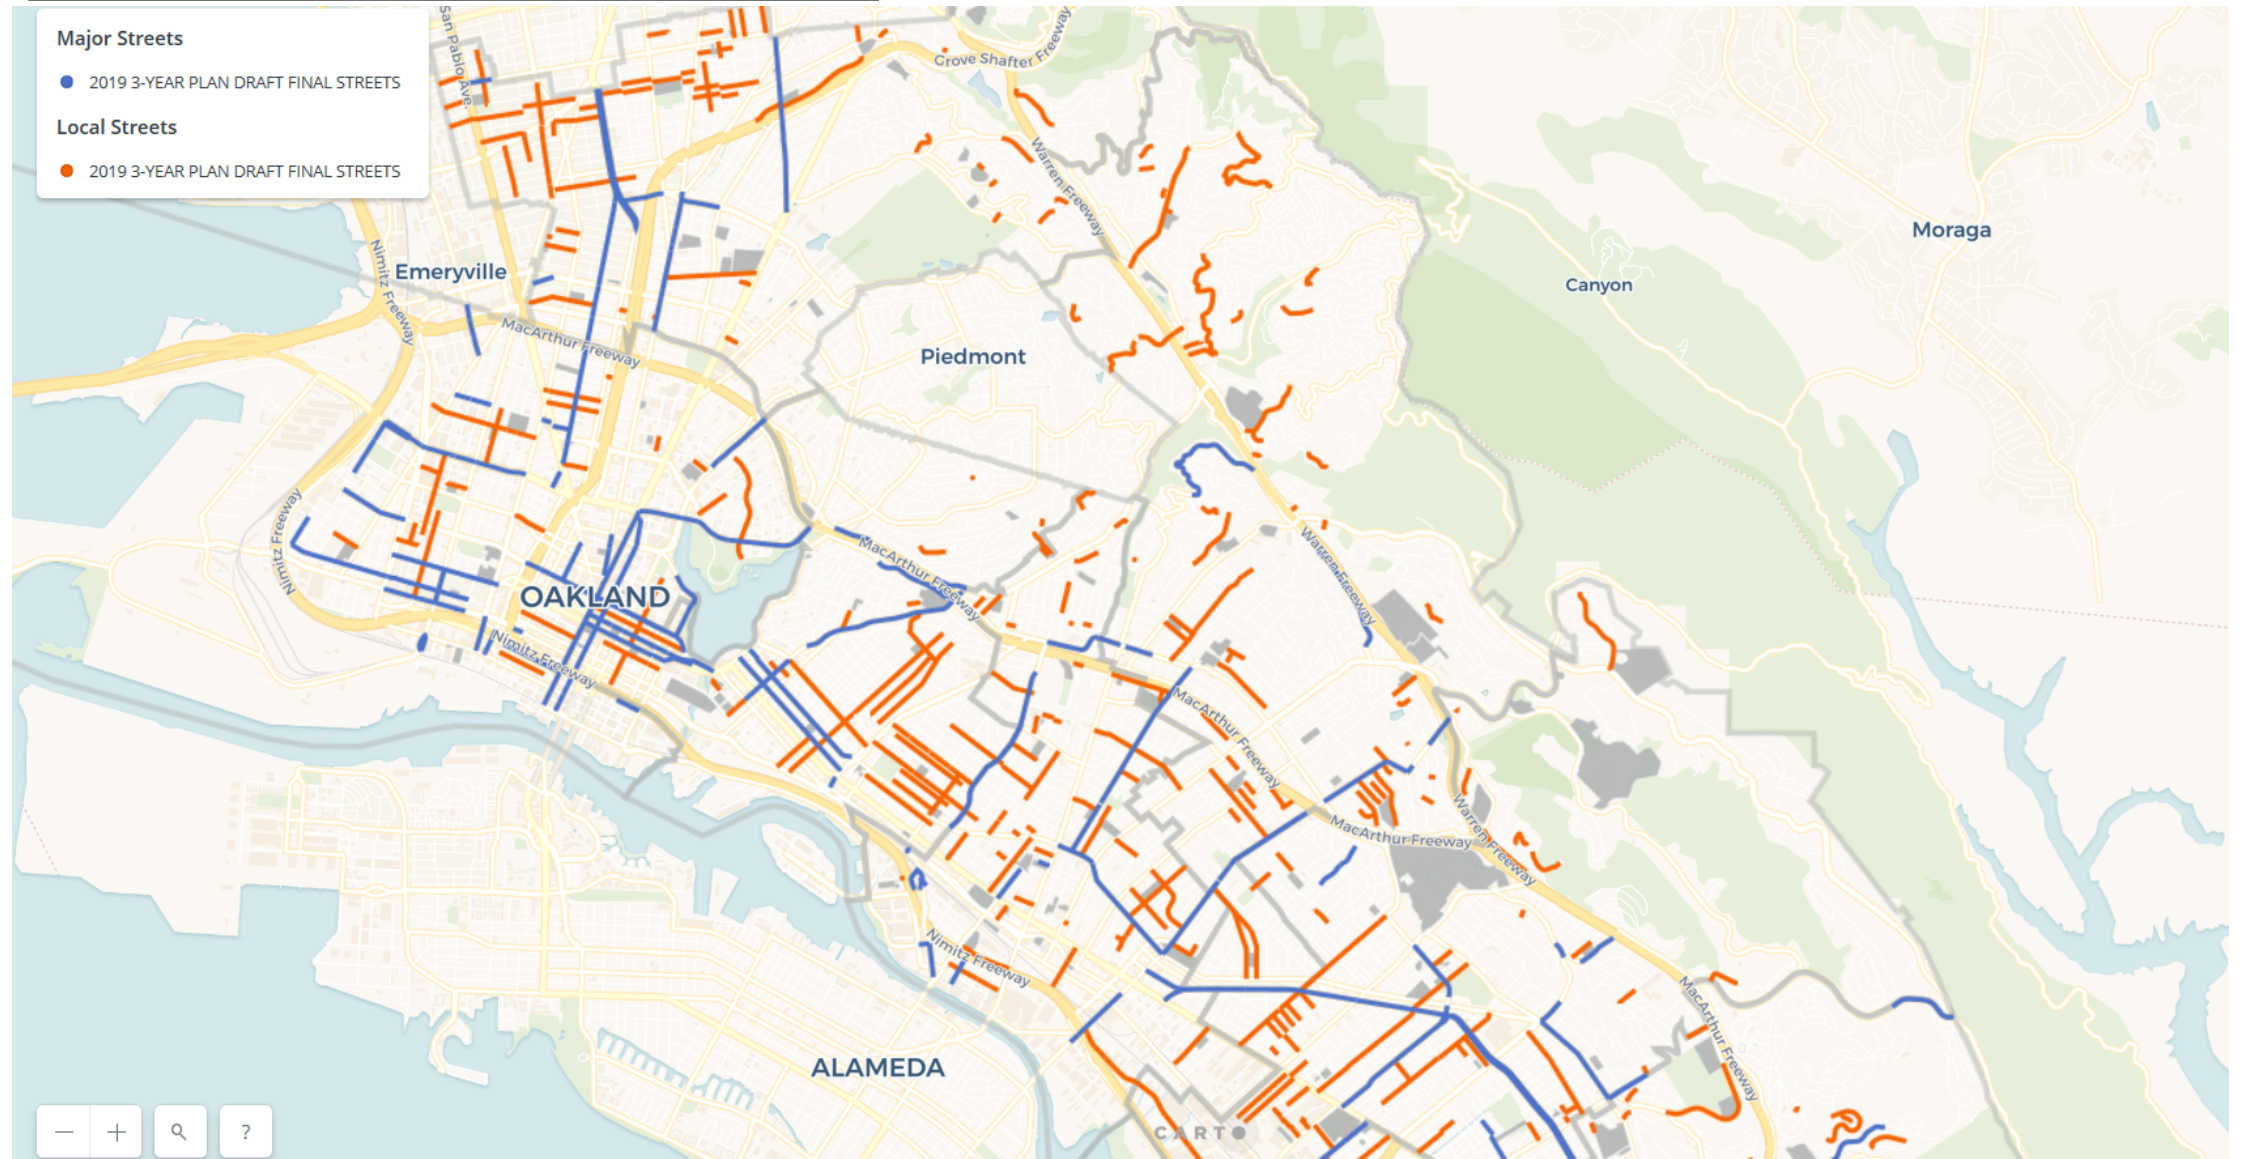 Major Streets
2019 3-YEAR PLAN DRAFT FINAL STREETS
Local Streets
2019 3-YEAR PLAN DRAFT FINAL STREETS
San Pablo Ave.
Grove Shafter Freeway
Warren Freeway
Moraga
Nimitz Freeway
Emeryville
Canyon
MacArthur Freeway
Piedmont
Nimitz Freeway
MacArthur Freeway
Warren Freeway
OAKLAND
Nimitz Freeway
MacArthur Freeway
MacArthur Freeway
Warren Freeway
Nimitz Freeway
MacArthur Freeway
ALAMEDA
CARTO
?